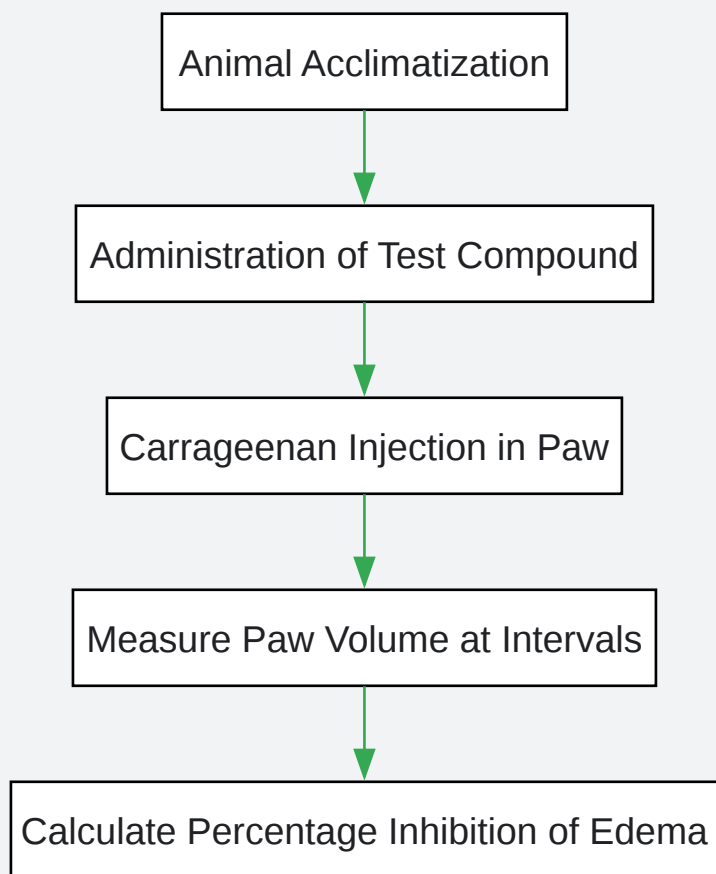 Animal Acclimatization
Administration of Test Compound
Carrageenan Injection in Paw
Measure Paw Volume at Intervals
Calculate Percentage Inhibition of Edema